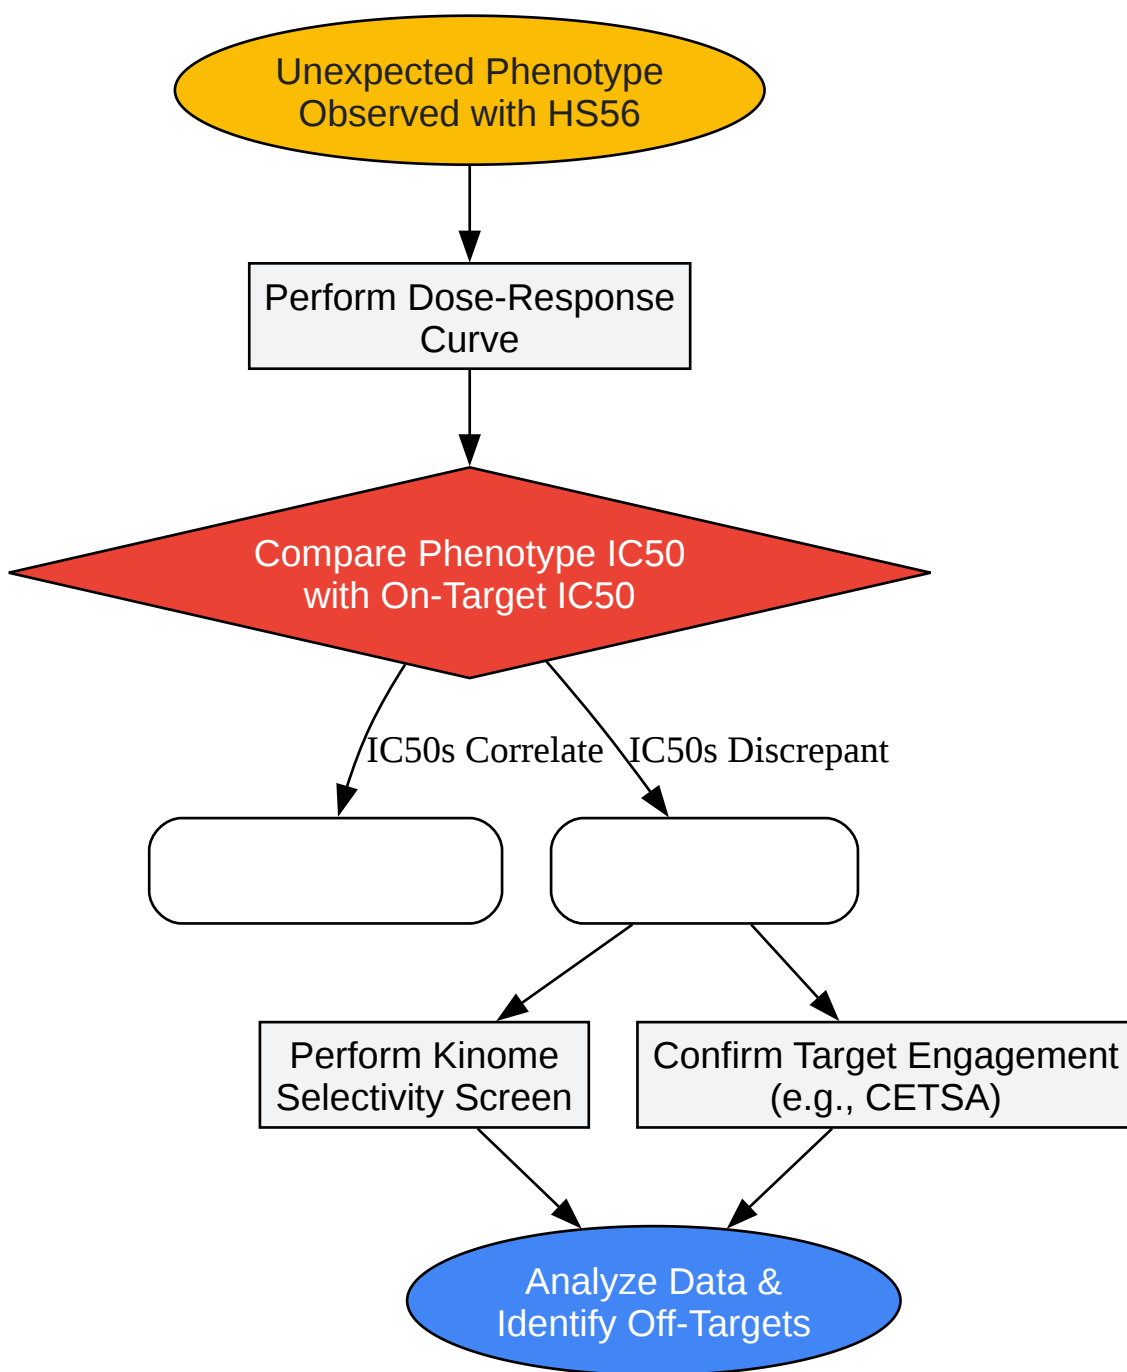 Unexpected Phenotype
Observed with HS56
Perform Dose-Response
Curve
Compare Phenotype IC50
with On-Target IC50
IC50s Correlate
IC50s Discrepant
Perform Kinome
Selectivity Screen
Confirm Target Engagement
(e.g., CETSA)
Analyze Data &
Identify Off-Targets